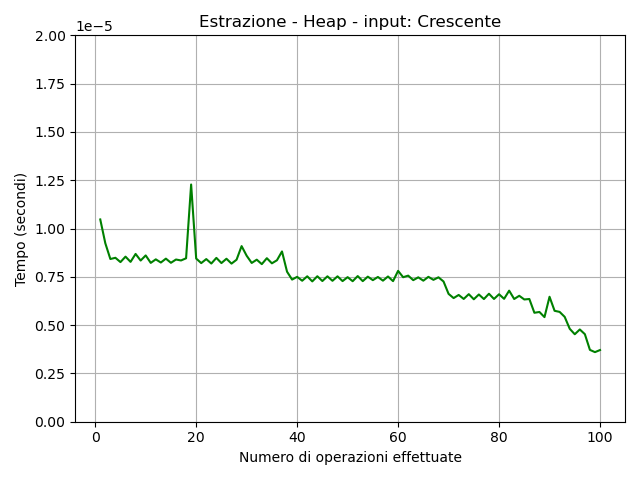 Estrazione - Heap - input: Crescente
1e−5
2.00
1.75
1.50
1.25
1.00
0.75
0.50
0.25
0.00
Tempo (secondi)
0 20 40 60 80 100
Numero di operazioni effettuate